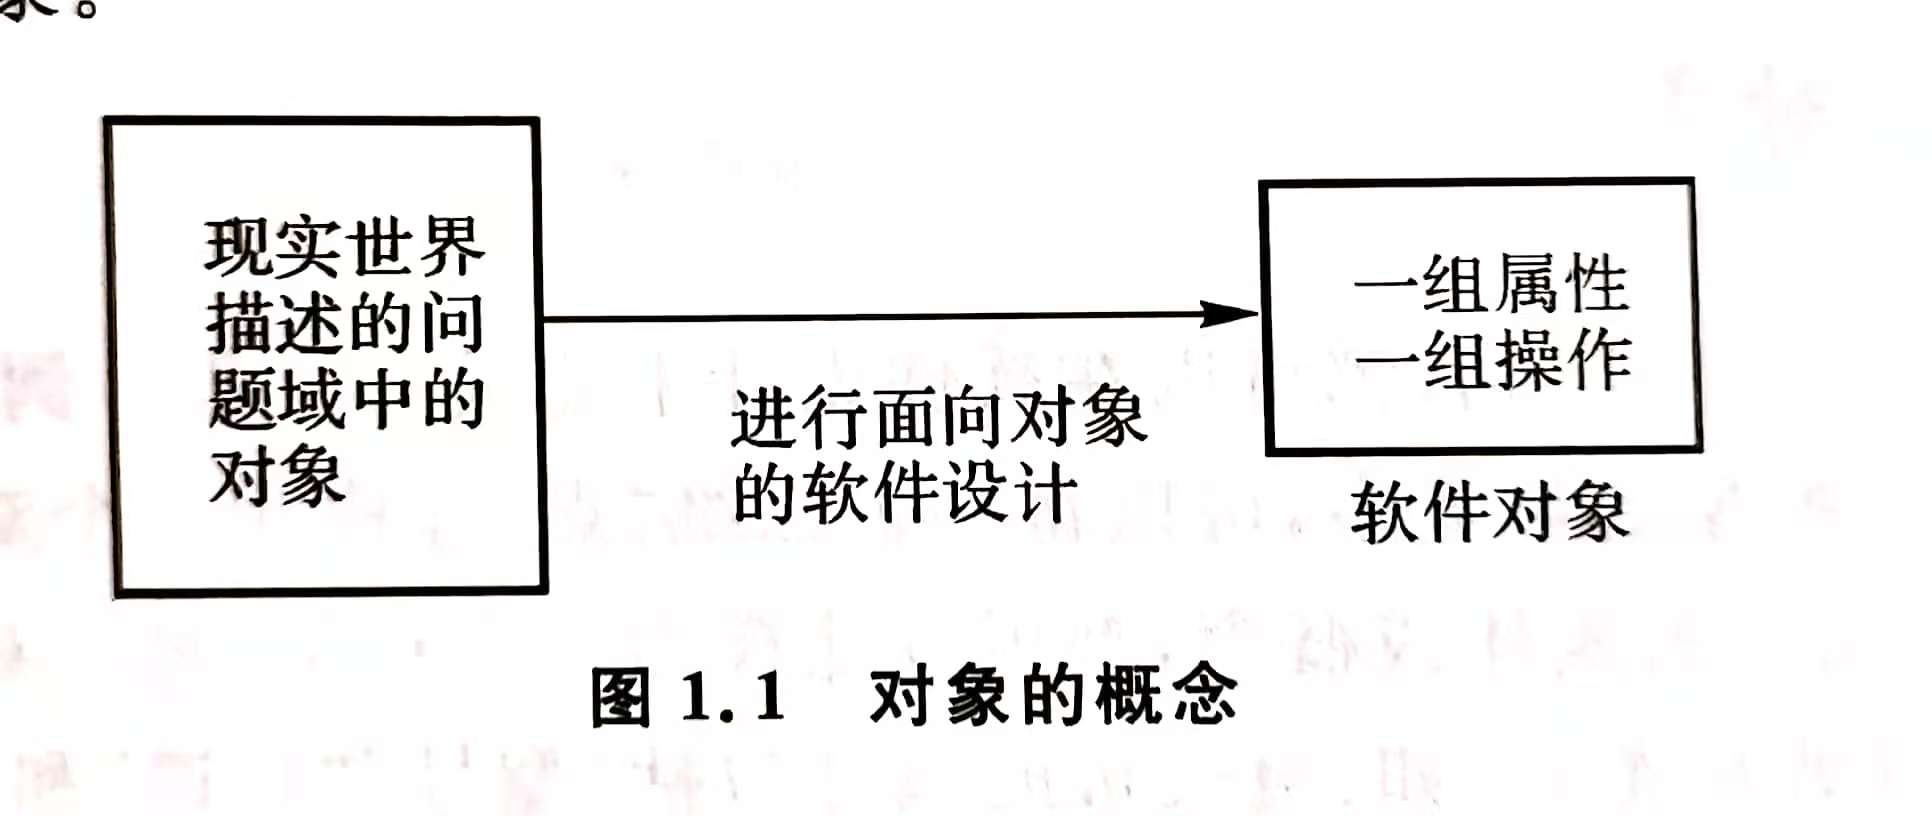 现实世界
描述的问
题域中的
对象
进行面向对象
的软件设计
一组属性
一组操作
软件对象
图 1.1 对象的概念